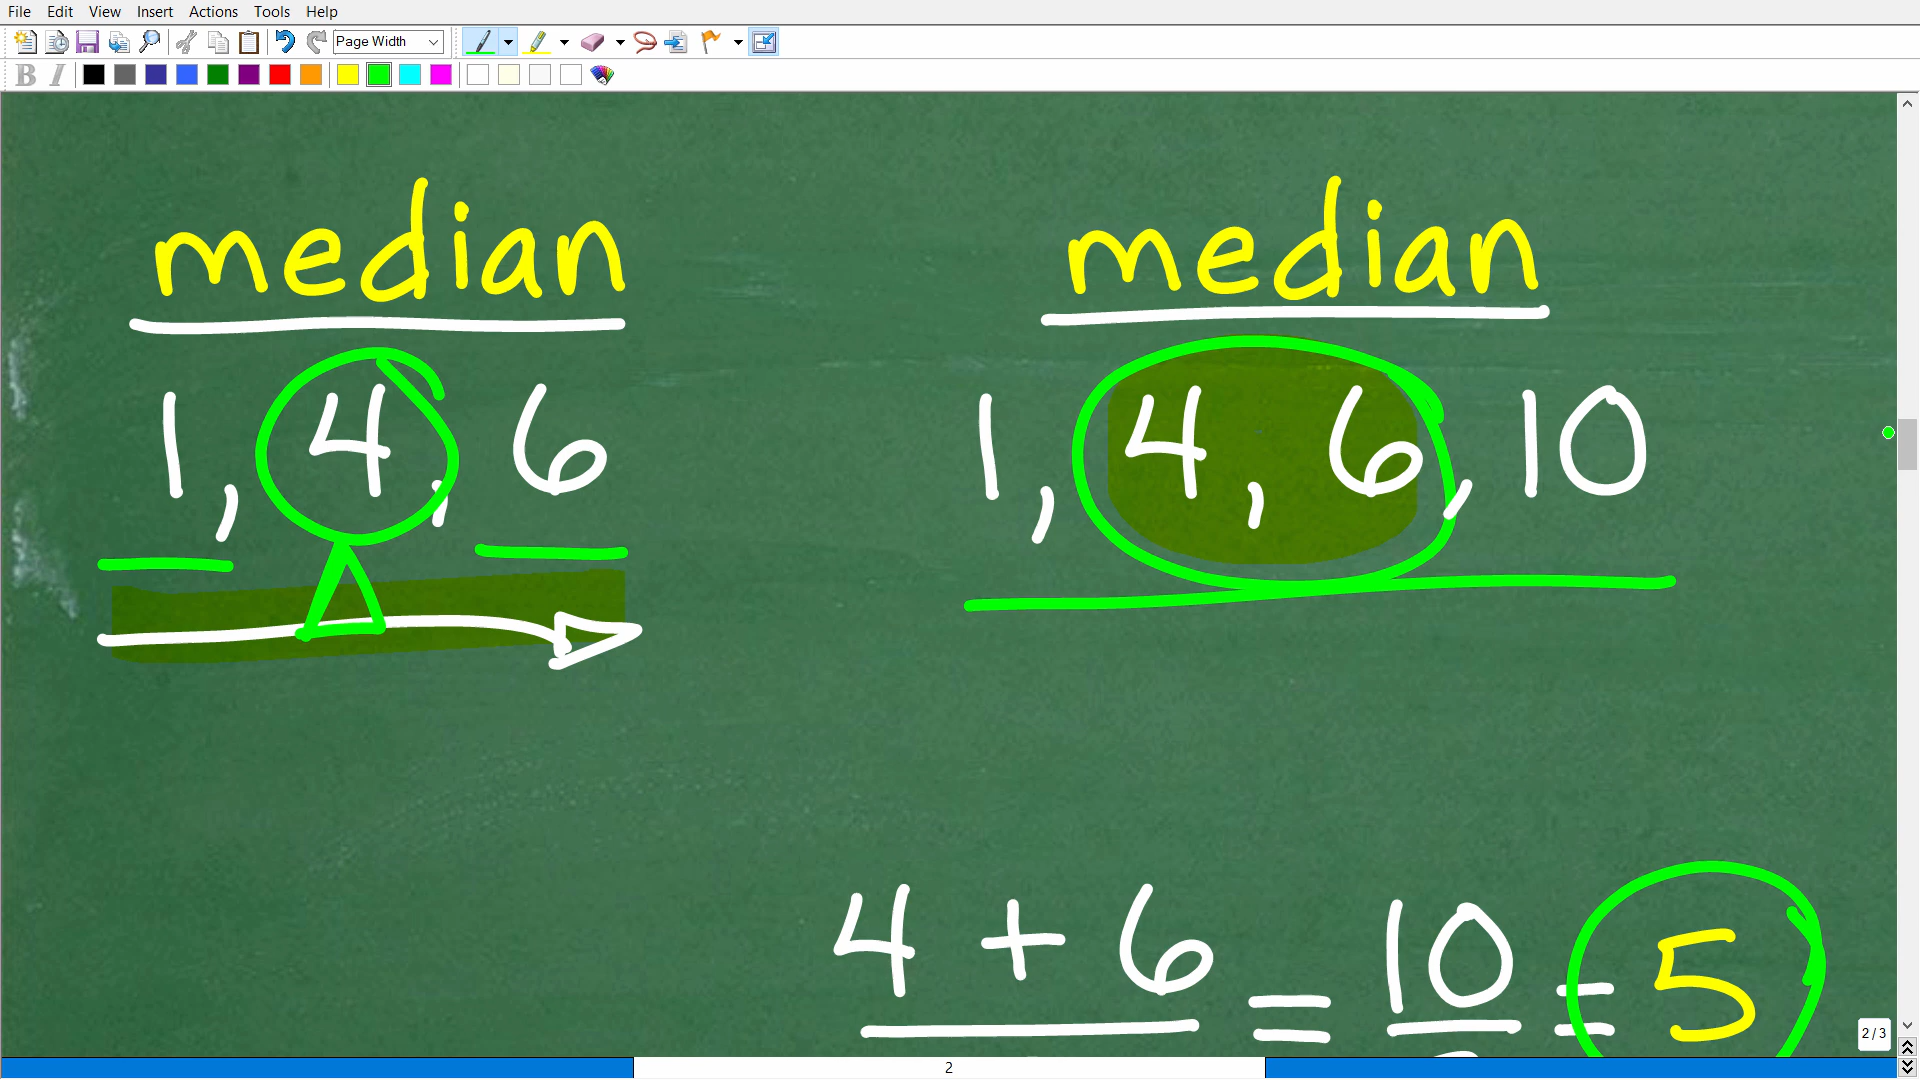 File Edit View Insert Actions Tools Help
Page Width
B I
median
1, 4, 6
median
1, 4, 6, 10
4 + 6 = 10 = 5
2 / 3
2